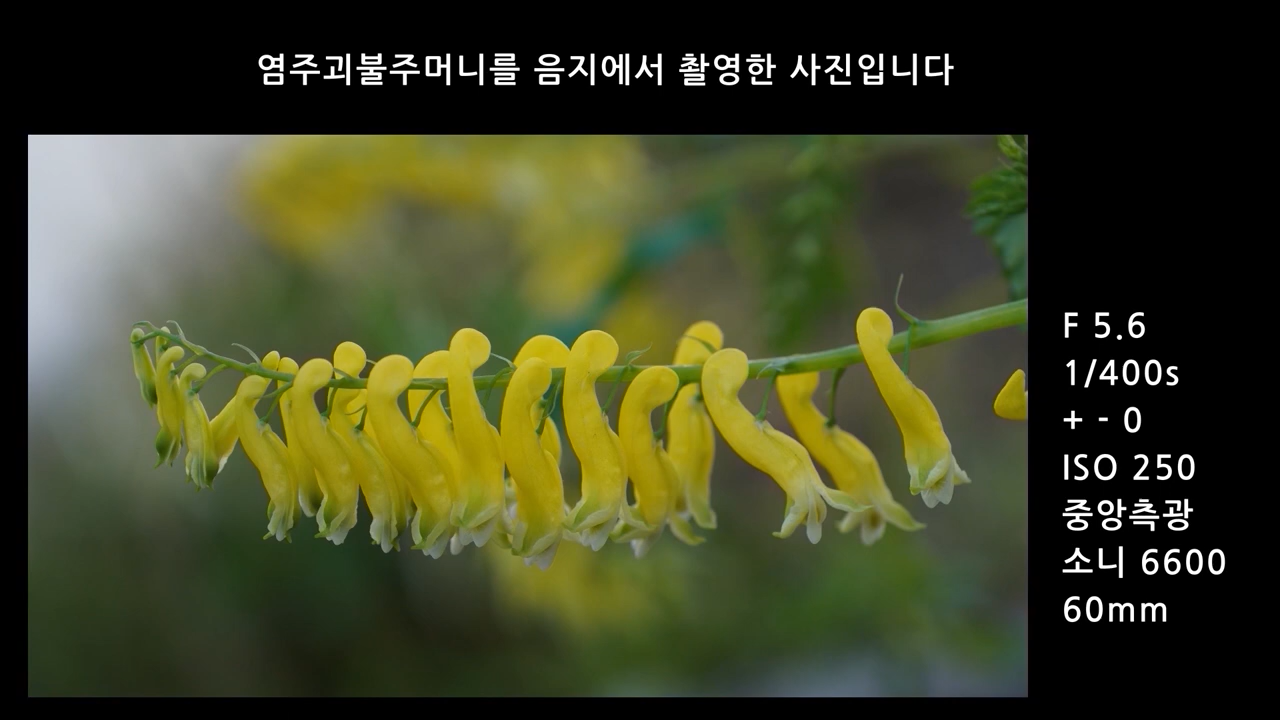 염주괴불주머니를 음지에서 촬영한 사진입니다
F 5.6
1/400s
+ - 0
ISO 250
중앙측광
소니 6600
60mm